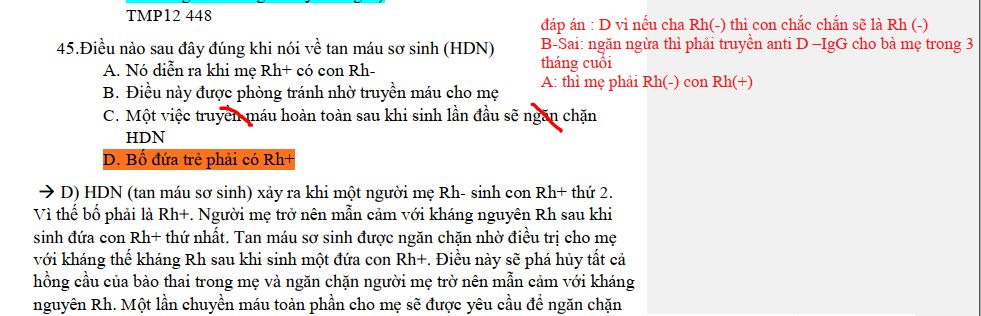 TMP12 448
45.Điều nào sau đây đúng khi nói về tan máu sơ sinh (HDN)
A. Nó diễn ra khi mẹ Rh+ có con Rh-
B. Điều này được phòng tránh nhờ truyền máu cho mẹ
C. Một việc truyền máu hoàn toàn sau khi sinh lần đầu sẽ ngăn chặn
HDN
D. Bố đứa trẻ phải có Rh+
→ D) HDN (tan máu sơ sinh) xảy ra khi một người mẹ Rh- sinh con Rh+ thứ 2.
Vì thế bố phải là Rh+. Người mẹ trở nên mẫn cảm với kháng nguyên Rh sau khi
sinh đứa con Rh+ thứ nhất. Tan máu sơ sinh được ngăn chặn nhờ điều trị cho mẹ
với kháng thể kháng Rh sau khi sinh một đứa con Rh+. Điều này sẽ phá hủy tất cả
hồng cầu của bào thai trong mẹ và ngăn chặn người mẹ trờ nên mẫn cảm với kháng
nguyên Rh. Một lần chuyền máu toàn phần cho mẹ sẽ được yêu cầu để ngăn chặn
đáp án : D vì nếu cha Rh(-) thì con chắc chắn sẽ là Rh (-)
B-Sai: ngăn ngừa thì phải truyền anti D –IgG cho bà mẹ trong 3
tháng cuối
A: thì mẹ phải Rh(-) con Rh(+)